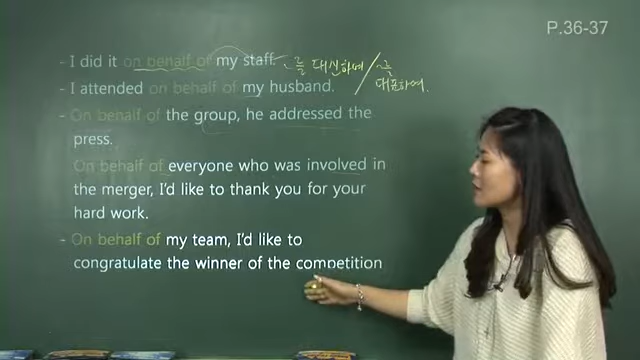 P.36-37
- I did it on behalf of my staff. ~을 대신하여 / ~을
- I attended on behalf of my husband. 대표하여.
- On behalf of the group, he addressed the
press.
On behalf of everyone who was involved in
the merger, I'd like to thank you for your
hard work.
- On behalf of my team, I'd like to
congratulate the winner of the competition